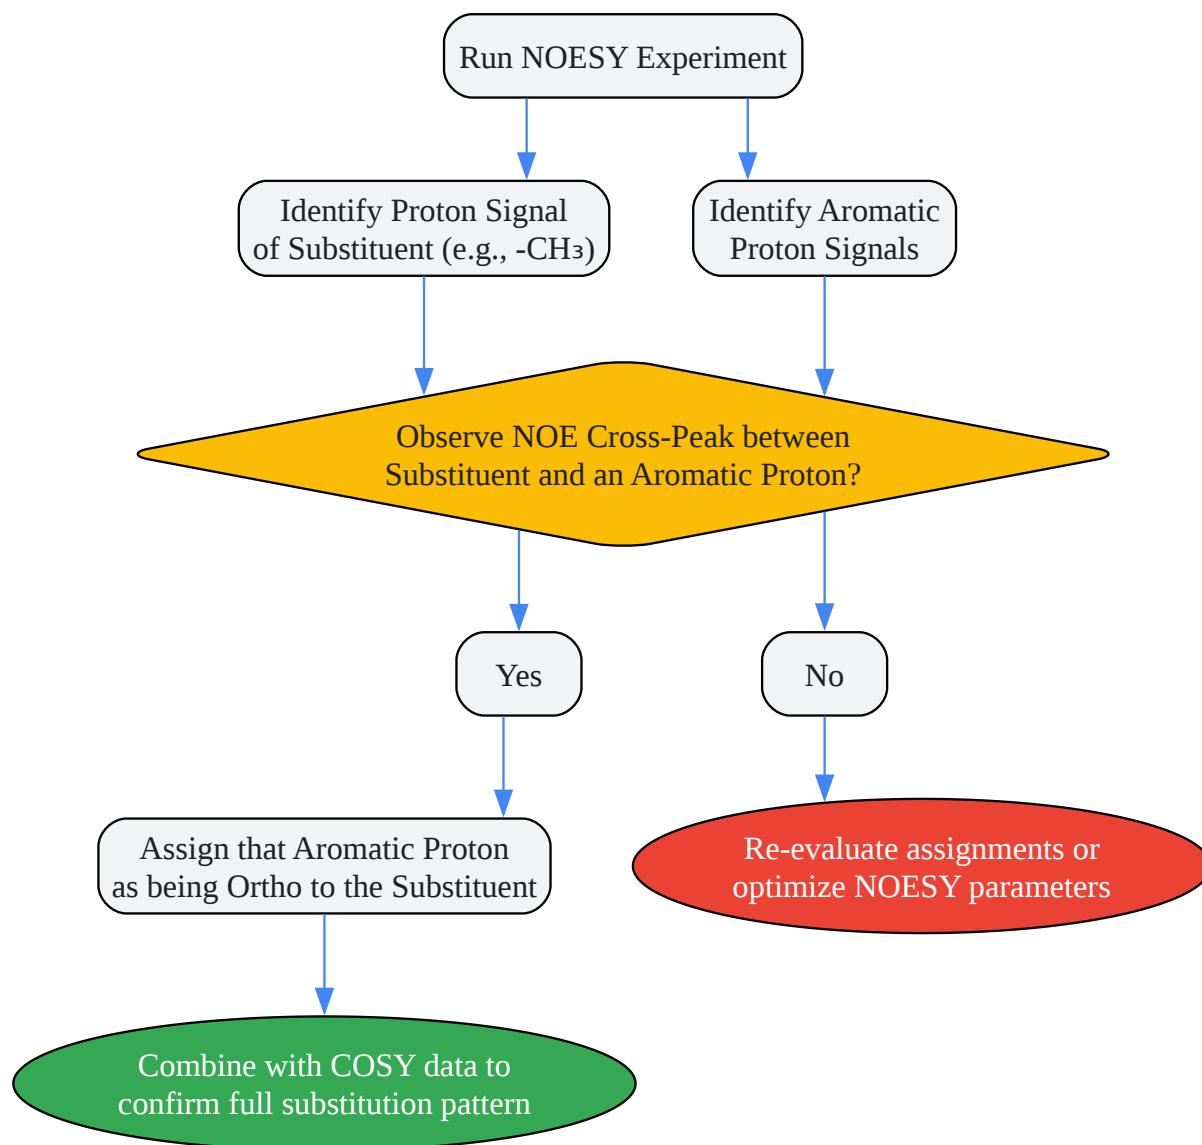 Run NOESY Experiment
Identify Proton Signal
of Substituent (e.g., -CH₃)
Identify Aromatic
Proton Signals
Observe NOE Cross-Peak between
Substituent and an Aromatic Proton?
Yes
No
Assign that Aromatic Proton
as being Ortho to the Substituent
Re-evaluate assignments or
optimize NOESY parameters
Combine with COSY data to
confirm full substitution pattern